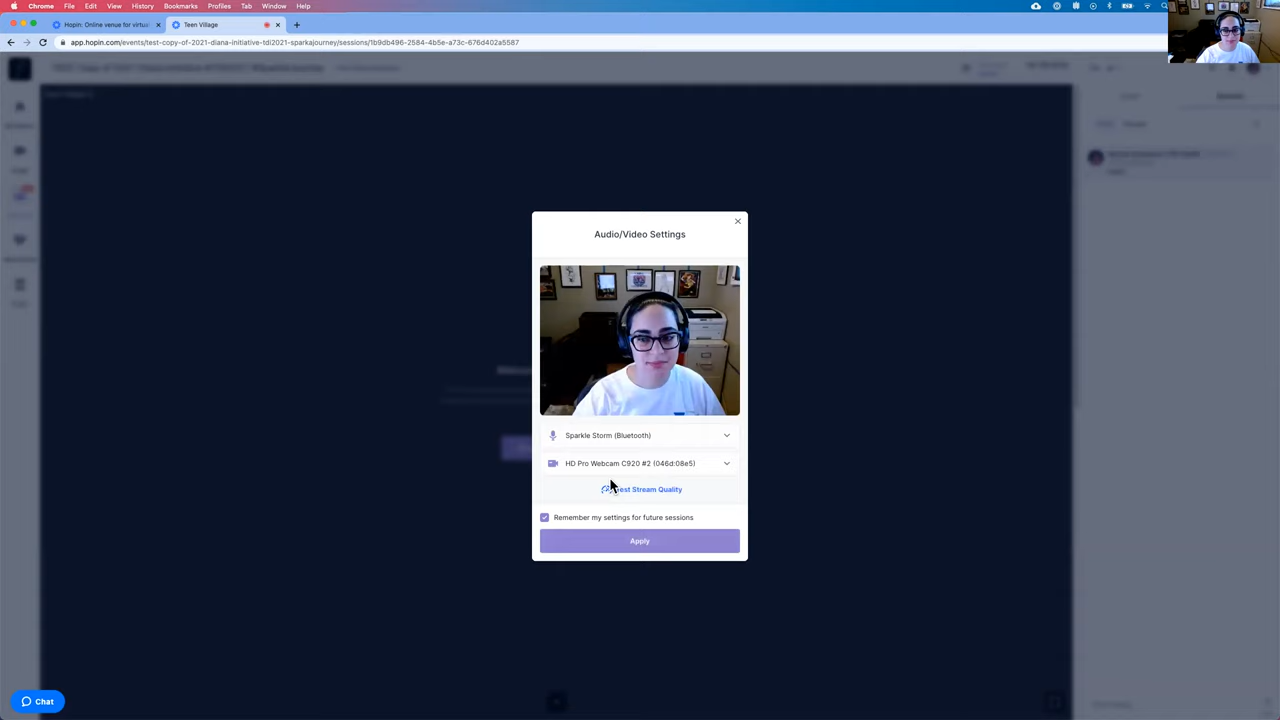 Chrome File Edit View History Bookmarks Profiles Tab Window Help
Hopin: Online venue for virtua
Teen Village
app.hopin.com/events/test-copy-of-2021-diana-initiative-tdi2021-sparkajourney/sessions/1b9db496-2584-4b5e-a73c-676d402a5587
Audio/Video Settings
Sparkle Storm (Bluetooth)
HD Pro Webcam C920 #2 (046d:08e5)
est Stream Quality
Remember my settings for future sessions
Apply
Chat